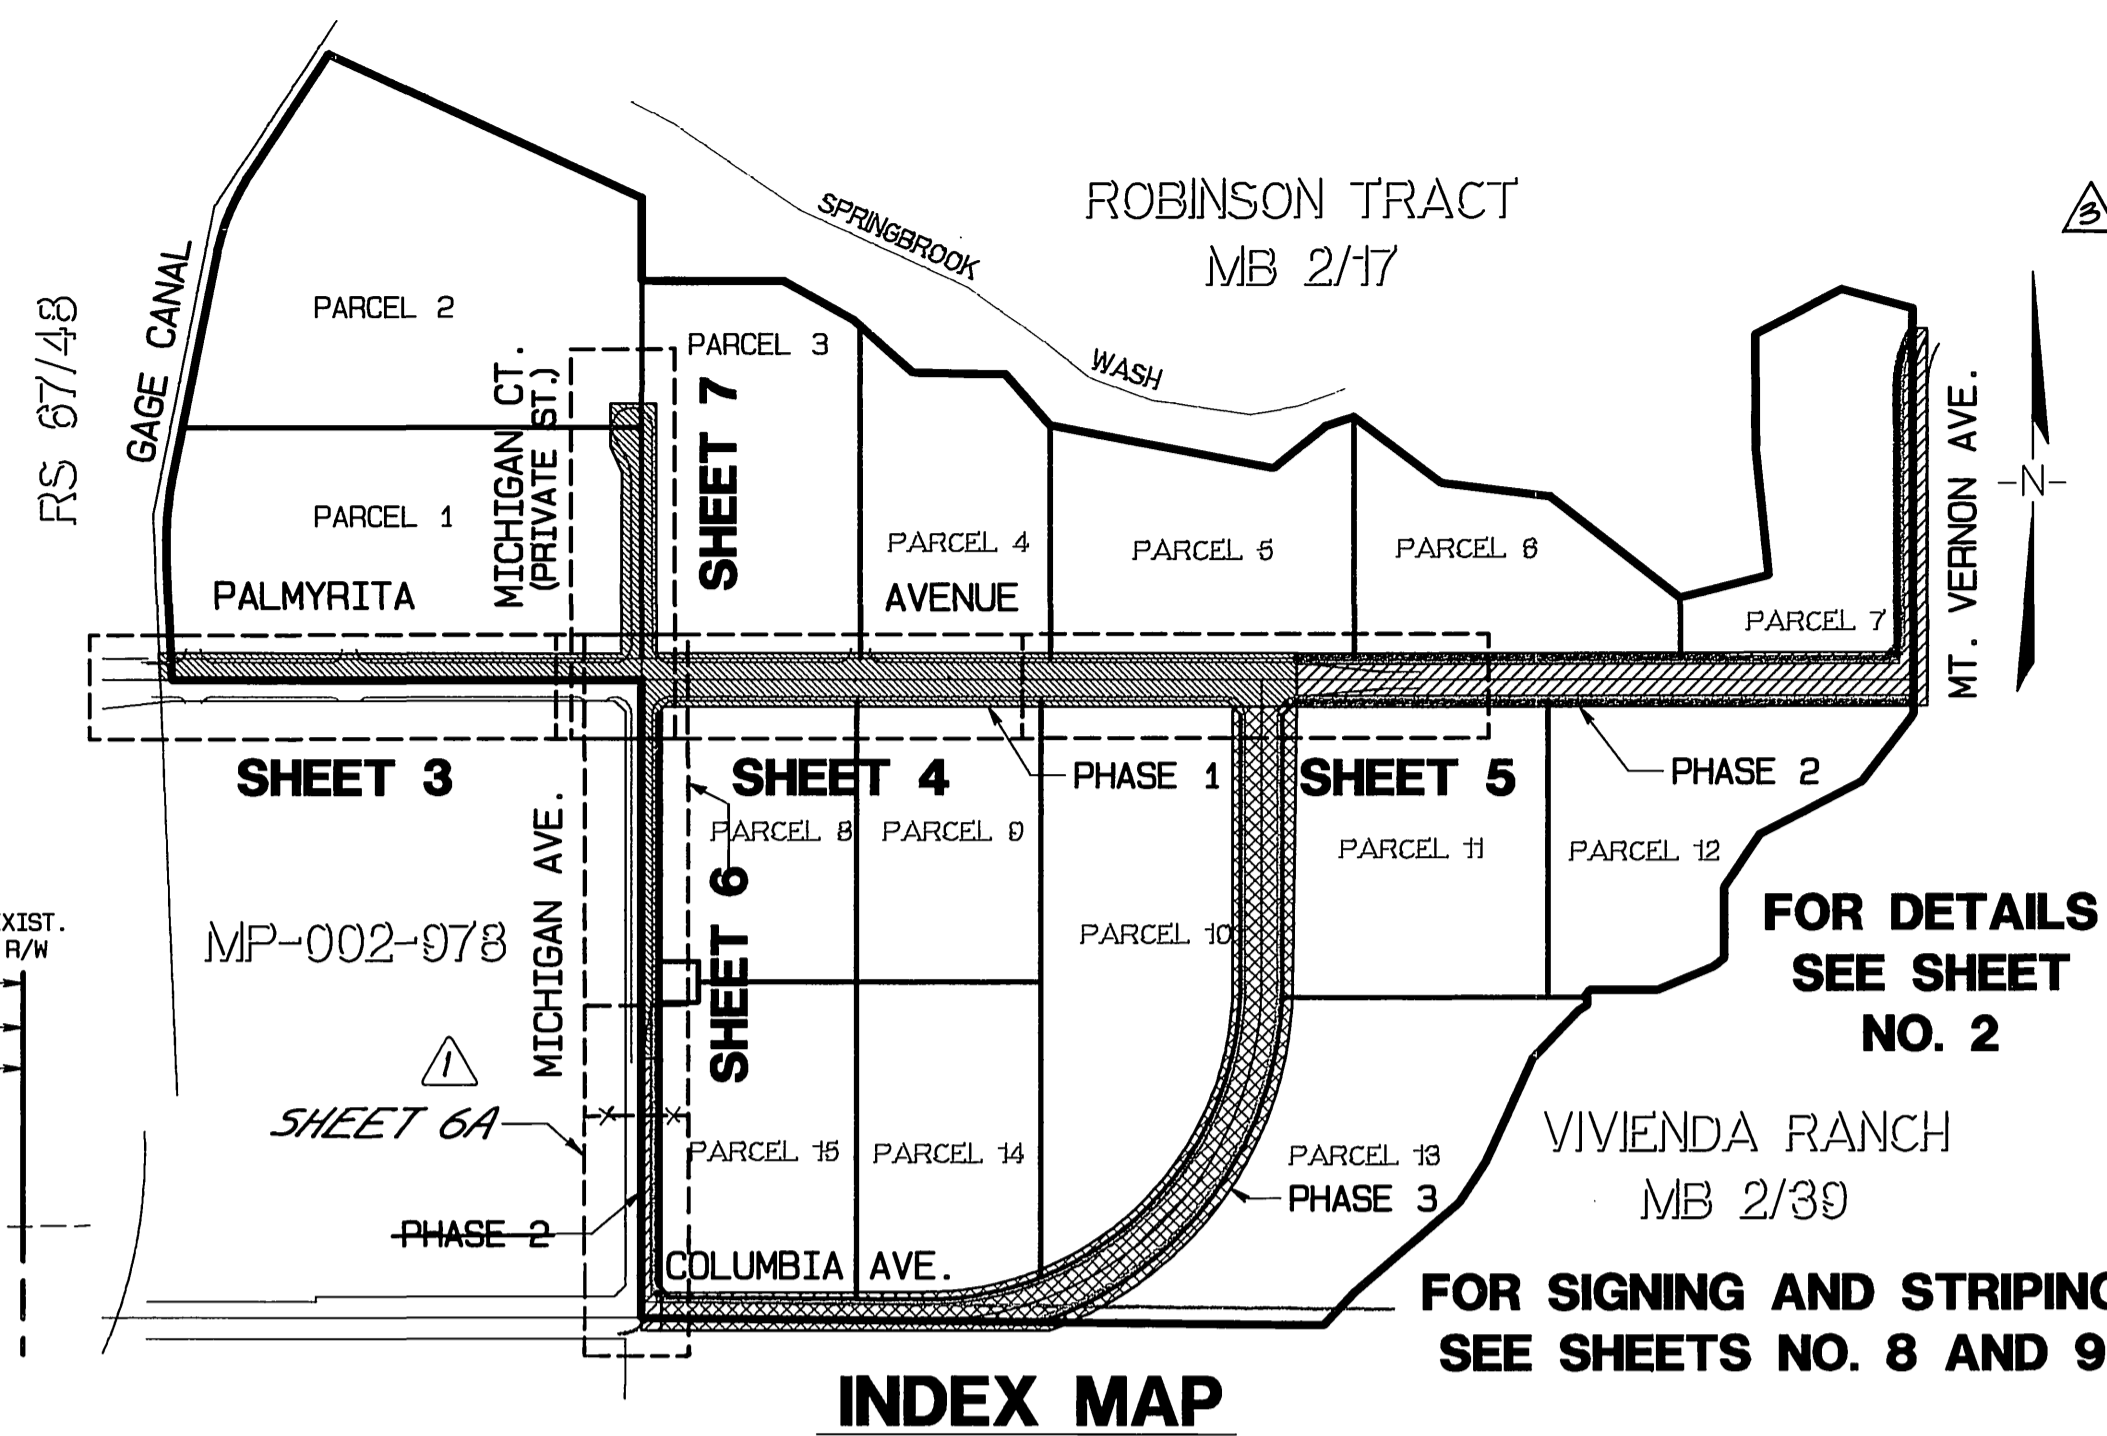 ROBINSON TRACT
MB 2/17
3
SPRINGBROOK
WASH
RS 67/48
GAGE CANAL
PARCEL 2
PARCEL 3
MICHIGAN CT.
(PRIVATE ST.)
SHEET 7
PARCEL 1
PARCEL 4
PARCEL 5
PARCEL 6
PARCEL 7
MT. VERNON AVE.
-N-
PALMYRITA
AVENUE
SHEET 3
SHEET 4
PHASE 1
SHEET 5
PHASE 2
MICHIGAN AVE.
PARCEL 8
PARCEL 9
PARCEL 11
PARCEL 12
SHEET 6
EXIST.
R/W
MP-002-978
PARCEL 10
FOR DETAILS
SEE SHEET
NO. 2
1
SHEET 6A
PARCEL 15
PARCEL 14
PARCEL 13
PHASE 3
VIVIENDA RANCH
MB 2/39
PHASE 2
COLUMBIA AVE.
FOR SIGNING AND STRIPING
SEE SHEETS NO. 8 AND 9
INDEX MAP